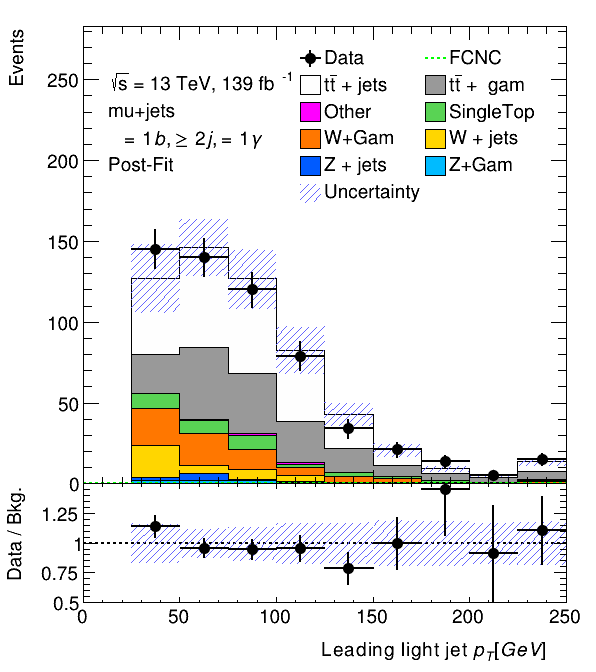 Events
250
200
150
100
50
0
√s = 13 TeV, 139 fb⁻¹
mu+jets
= 1b, ≥ 2j, = 1γ
Post-Fit
Data
FCNC
tt̄ + jets
tt̄ + gam
Other
SingleTop
W+Gam
W + jets
Z + jets
Z+Gam
Uncertainty
Data / Bkg.
1.25
1
0.75
0.5
0 50 100 150 200 250
Leading light jet p_T[GeV]